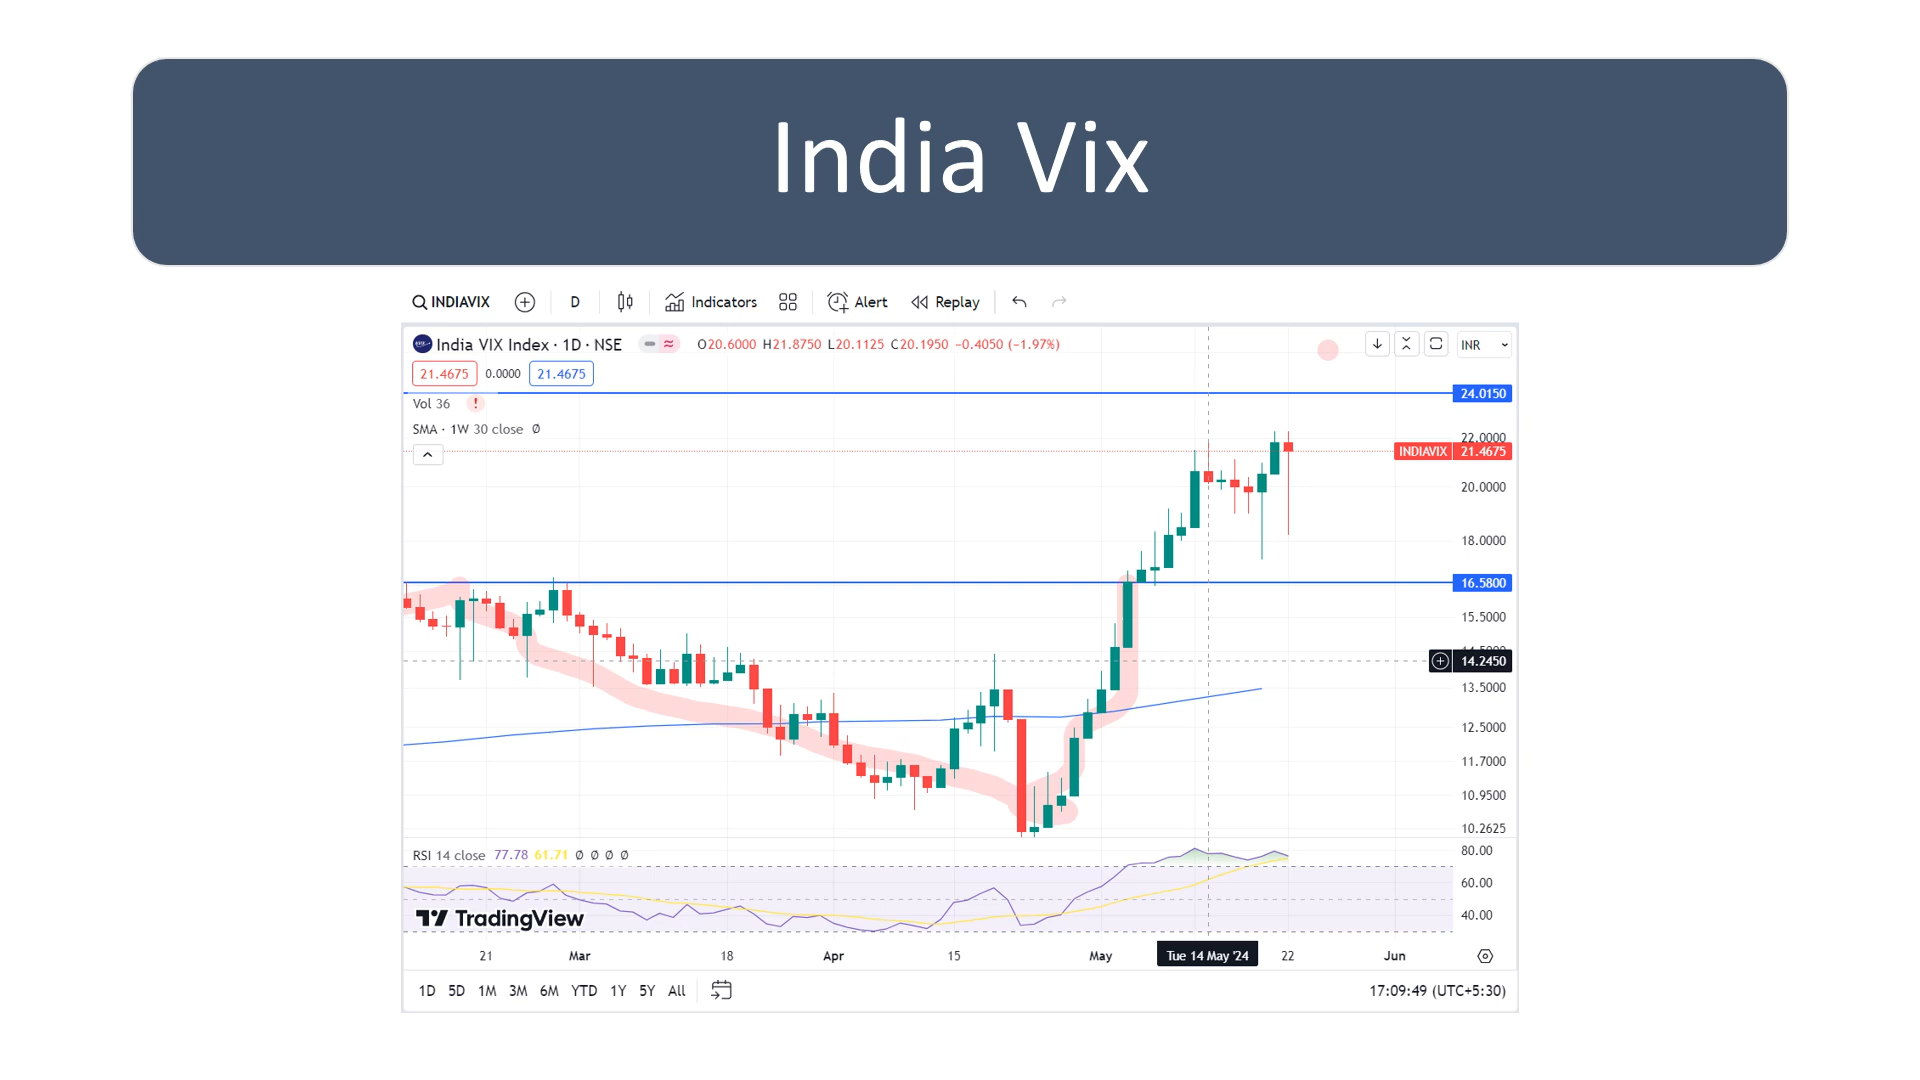 India Vix
INDIAVIX D Indicators Alert Replay
India VIX Index · 1D · NSE O20.6000 H21.8750 L20.1125 C20.1950 −0.4050 (−1.97%) INR
21.4675 0.0000 21.4675
24.0150
Vol 36 !
SMA · 1W 30 close Ø
22.0000
INDIAVIX 21.4675
20.0000
18.0000
16.5800
15.5000
14.2450
13.5000
12.5000
11.7000
10.9500
10.2625
RSI 14 close 77.78 61.71 Ø Ø Ø Ø
80.00
60.00
40.00
TradingView
21 Mar 18 Apr 15 May Tue 14 May '24 22 Jun
1D 5D 1M 3M 6M YTD 1Y 5Y All 17:09:49 (UTC+5:30)